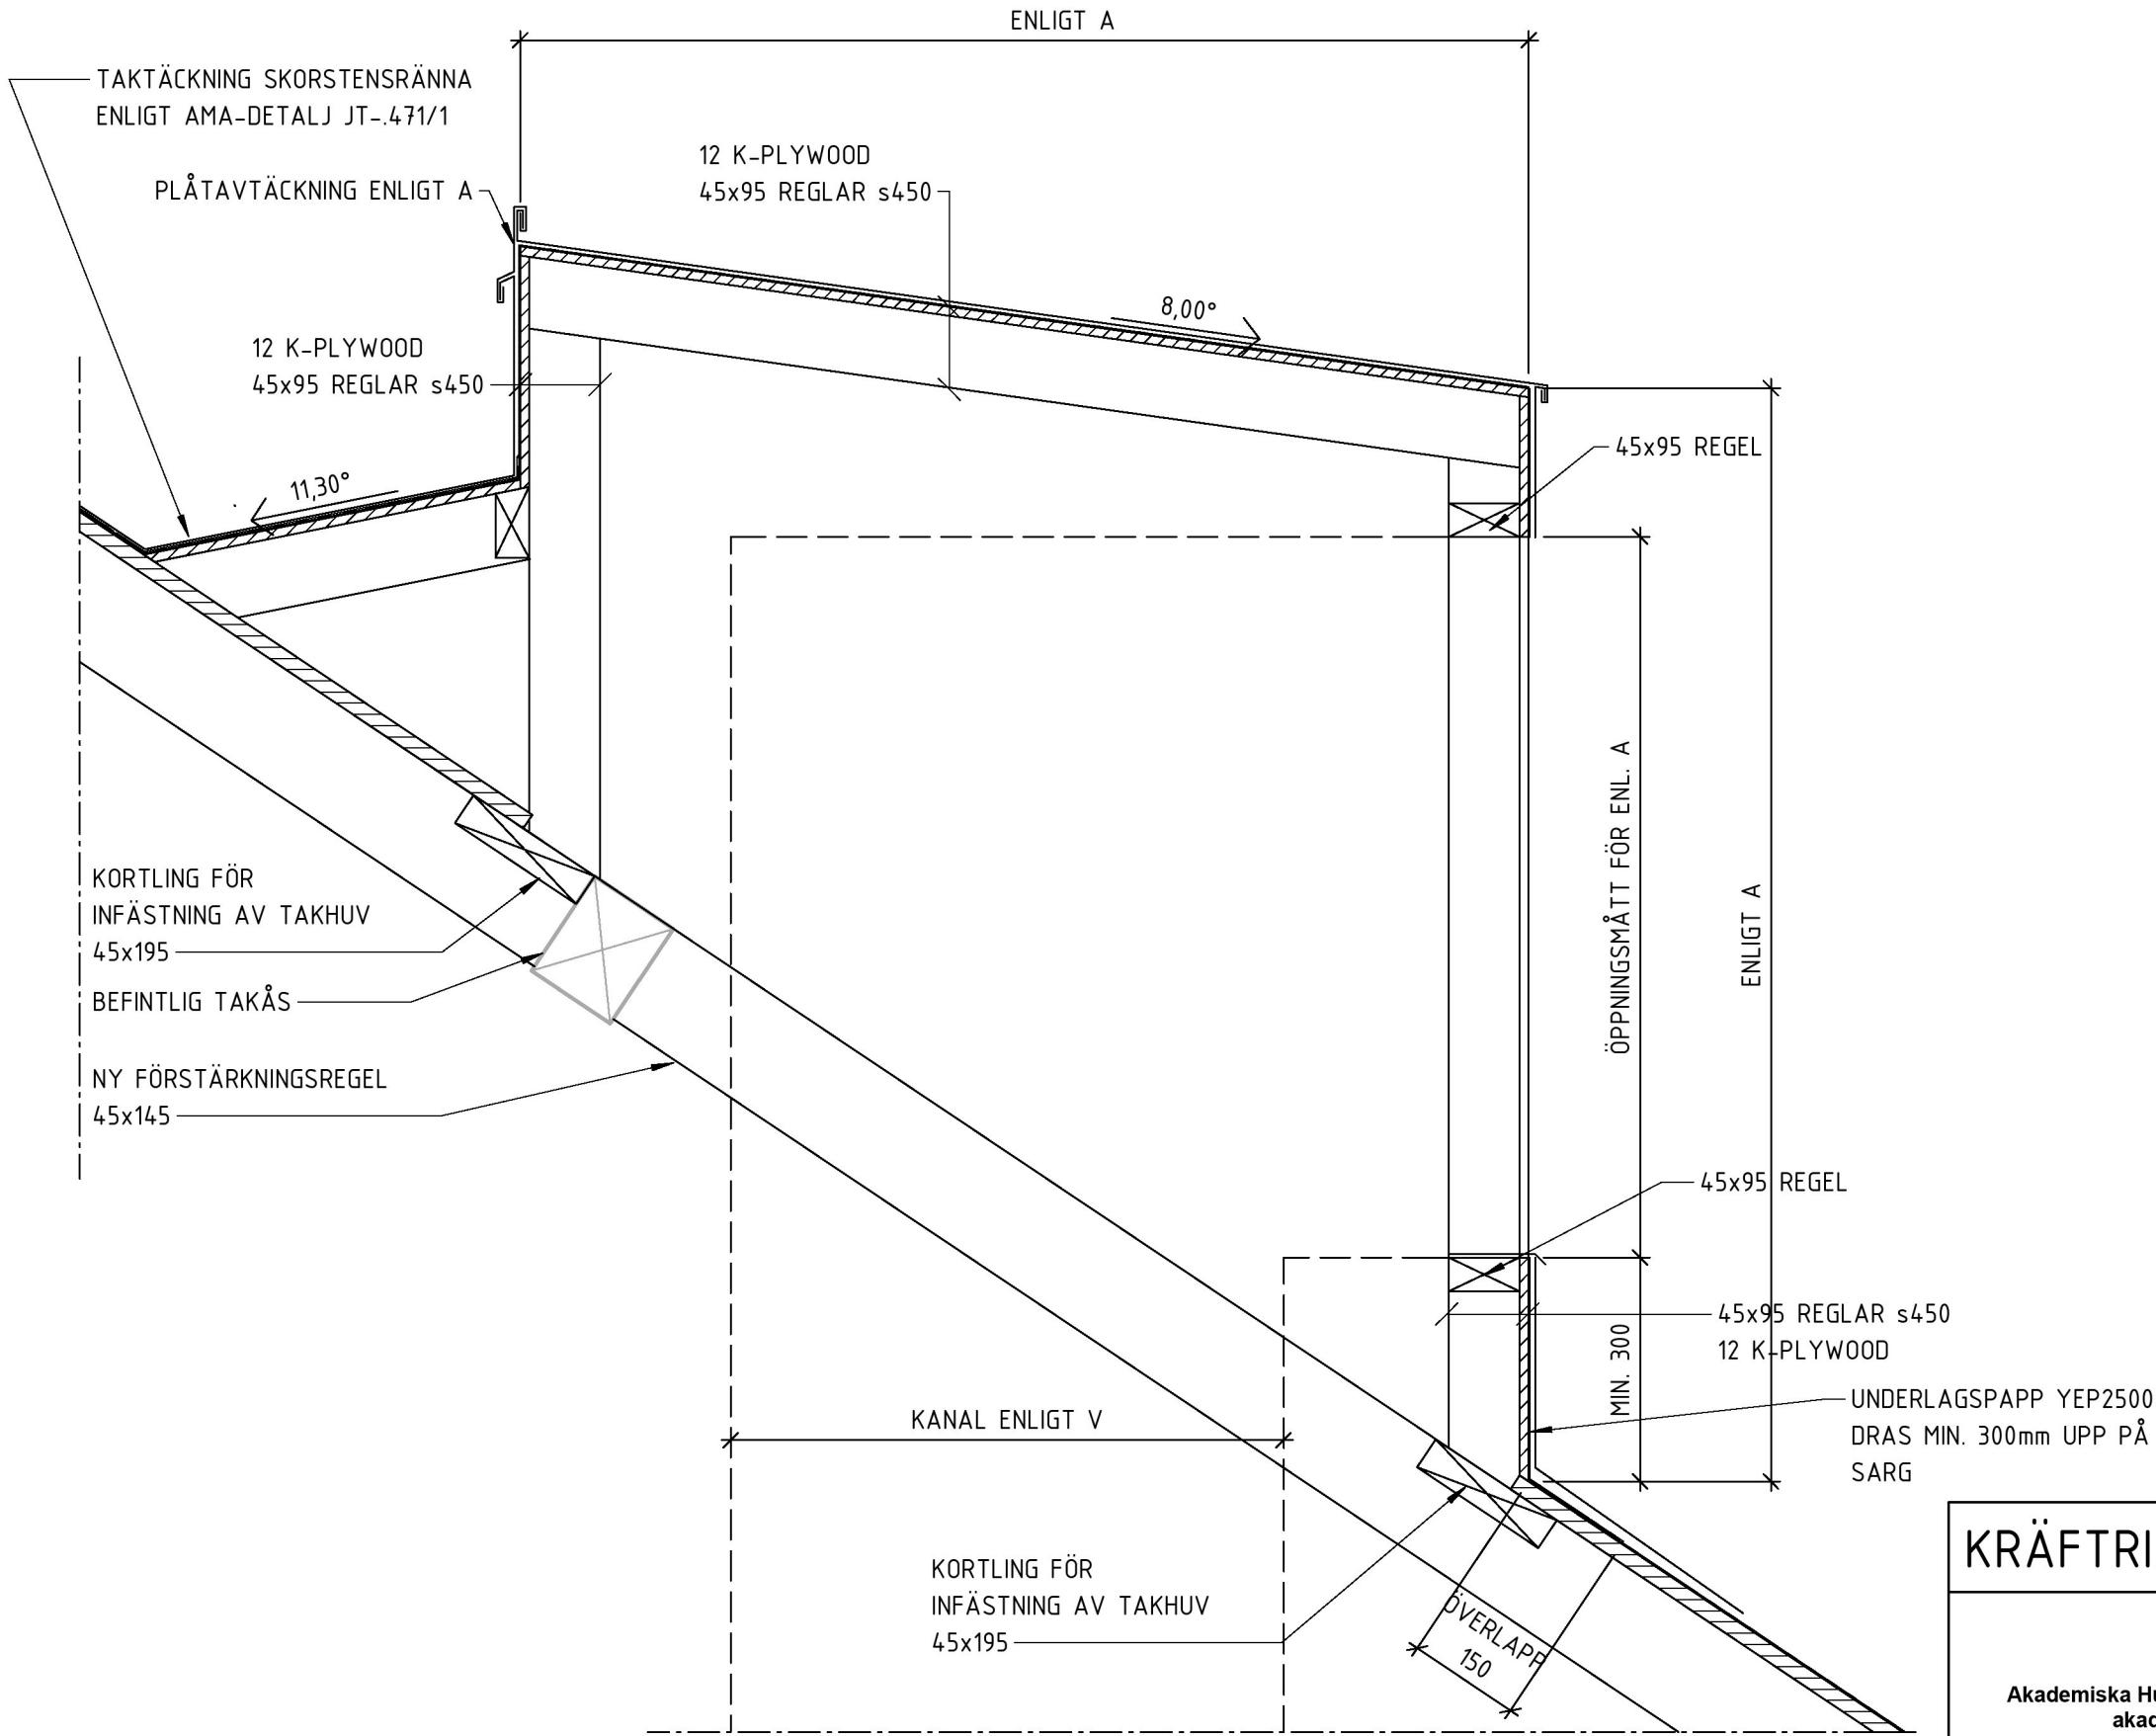 ENLIGT A
TAKTÄCKNING SKORSTENSRÄNNA
ENLIGT AMA-DETALJ JT-.471/1
12 K-PLYWOOD
45x95 REGLAR s450
PLÅTAVTÄCKNING ENLIGT A
8,00°
12 K-PLYWOOD
45x95 REGLAR s450
45x95 REGEL
11,30°
ÖPPNINGSMÅTT FÖR ENL. A
ENLIGT A
KORTLING FÖR
INFÄSTNING AV TAKHUV
45x195
BEFINTLIG TAKÅS
NY FÖRSTÄRKNINGSREGEL
45x145
45x95 REGEL
45x95 REGLAR s450
12 K-PLYWOOD
MIN. 300
UNDERLAGSPAPP YEP2500
DRAS MIN. 300mm UPP PÅ
SARG
KANAL ENLIGT V
KORTLING FÖR
INFÄSTNING AV TAKHUV
45x195
ÖVERLAPP
150
KRÄFTRI
Akademiska Hu
akac